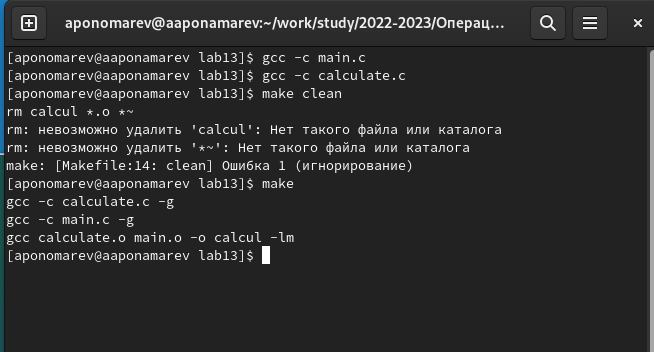 aponomarev@aaponamarev:~/work/study/2022-2023/Операц...
[aponomarev@aaponamarev lab13]$ gcc -c main.c
[aponomarev@aaponamarev lab13]$ gcc -c calculate.c
[aponomarev@aaponamarev lab13]$ make clean
rm calcul *.o *~
rm: невозможно удалить 'calcul': Нет такого файла или каталога
rm: невозможно удалить '*~': Нет такого файла или каталога
make: [Makefile:14: clean] Ошибка 1 (игнорирование)
[aponomarev@aaponamarev lab13]$ make
gcc -c calculate.c -g
gcc -c main.c -g
gcc calculate.o main.o -o calcul -lm
[aponomarev@aaponamarev lab13]$